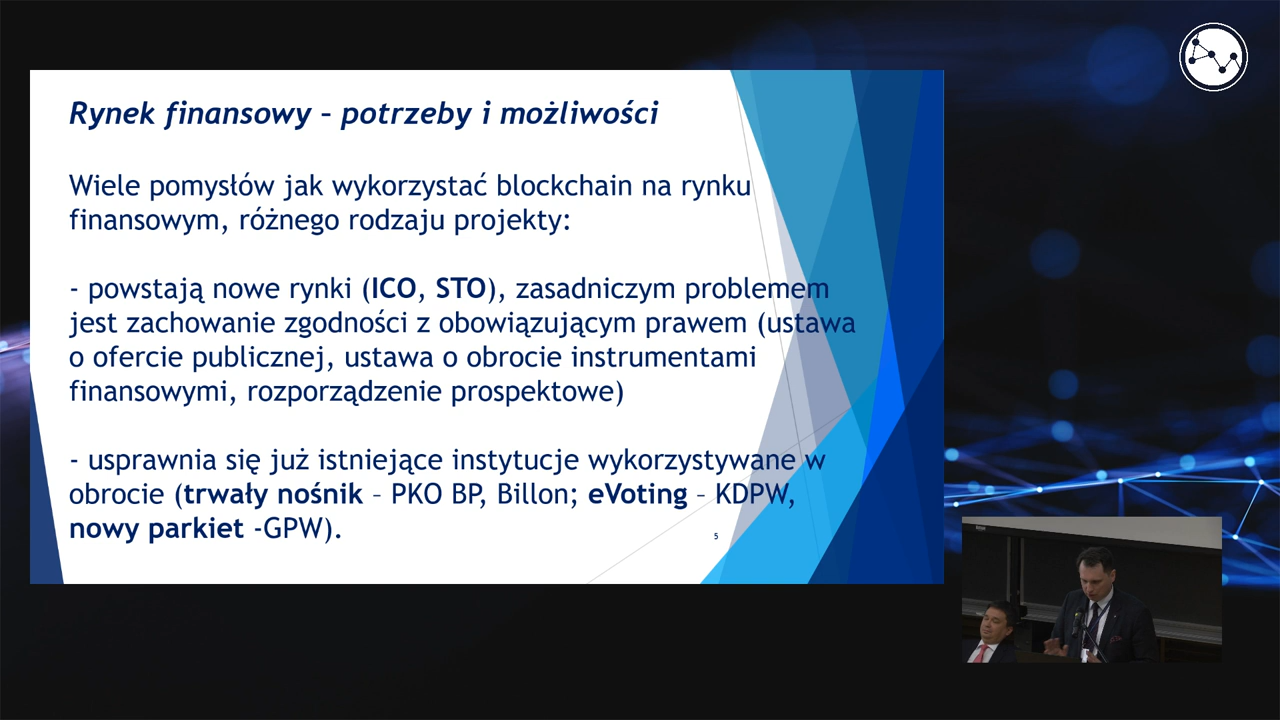 Rynek finansowy – potrzeby i możliwości
Wiele pomysłów jak wykorzystać blockchain na rynku
finansowym, różnego rodzaju projekty:
- powstają nowe rynki (ICO, STO), zasadniczym problemem
jest zachowanie zgodności z obowiązującym prawem (ustawa
o ofercie publicznej, ustawa o obrocie instrumentami
finansowymi, rozporządzenie prospektowe)
- usprawnia się już istniejące instytucje wykorzystywane w
obrocie (trwały nośnik – PKO BP, Billon; eVoting – KDPW,
nowy parkiet -GPW).
5